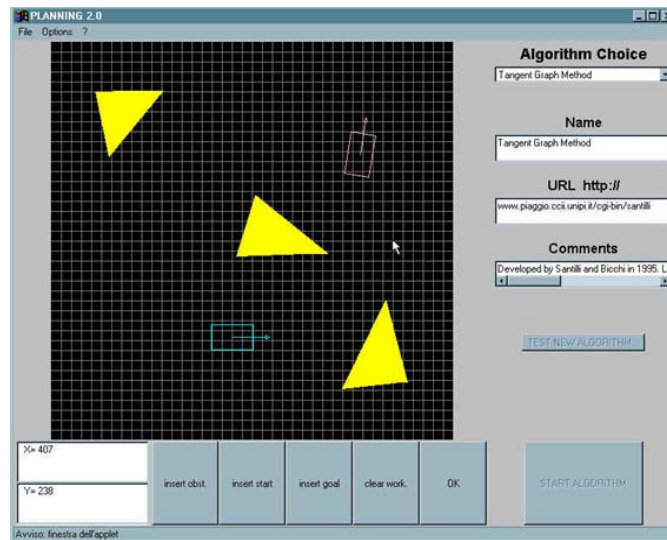 PLANNING 2.0
File Options ?
Algorithm Choice
Tangent Graph Method
Name
Tangent Graph Method
URL http://
www.piaggio.ccii.unipi.it/cgi-bin/santilli
Comments
Developed by Santilli and Bicchi in 1995. L
TEST NEW ALGORITHM...
X= 407
Y= 238
insert obst.
insert start
insert goal
clear work.
OK
START ALGORITHM
Avviso: finestra dell'applet